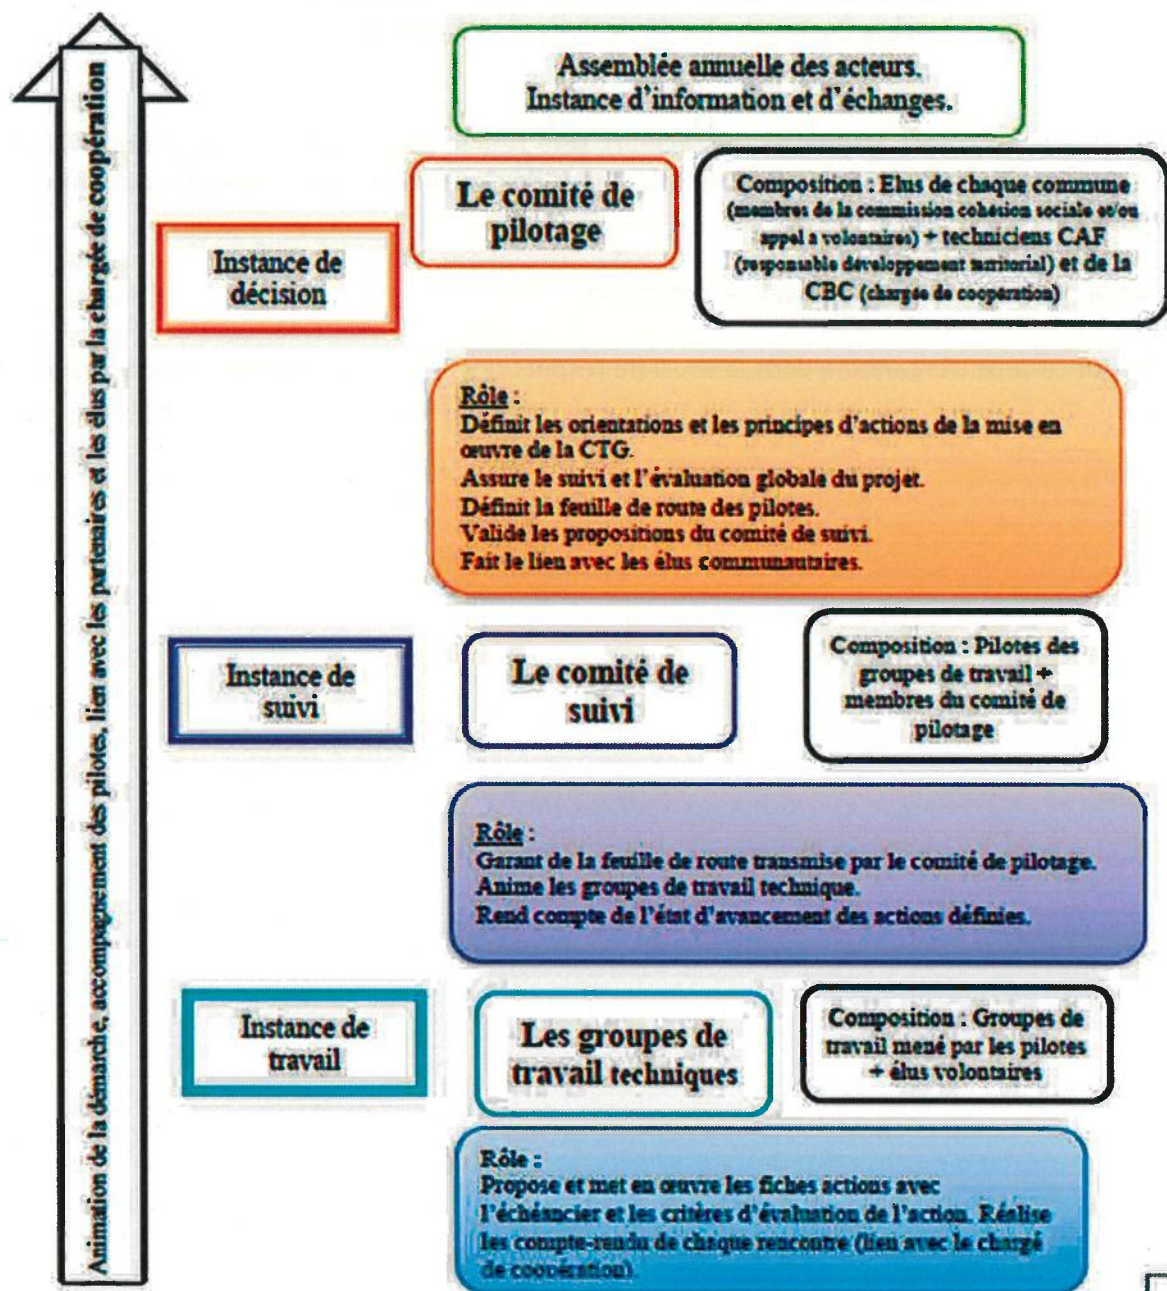 Animation de la démarche, accompagnement des pilotes, lien avec les partenaires et les élus par la chargée de coopération
Assemblée annuelle des acteurs.
Instance d'information et d'échanges.
Instance de
décision
Le comité de
pilotage
Composition : Elus de chaque commune
(membres de la commission cohésion sociale et/ou
appel a volontaires) + techniciens CAF
(responsable développement territorial) et de la
CBC (chargée de coopération)
Rôle :
Définit les orientations et les principes d'actions de la mise en
œuvre de la CTG.
Assure le suivi et l'évaluation globale du projet.
Définit la feuille de route des pilotes.
Valide les propositions du comité de suivi.
Fait le lien avec les élus communautaires.
Instance de
suivi
Le comité de
suivi
Composition : Pilotes des
groupes de travail +
membres du comité de
pilotage
Rôle :
Garant de la feuille de route transmise par le comité de pilotage.
Anime les groupes de travail technique.
Rend compte de l'état d'avancement des actions définies.
Instance de
travail
Les groupes de
travail techniques
Composition : Groupes de
travail mené par les pilotes
+ élus volontaires
Rôle :
Propose et met en œuvre les fiches actions avec
l'échéancier et les critères d'évaluation de l'action. Réalise
les compte-rendu de chaque rencontre (lien avec le chargé
de coopération).